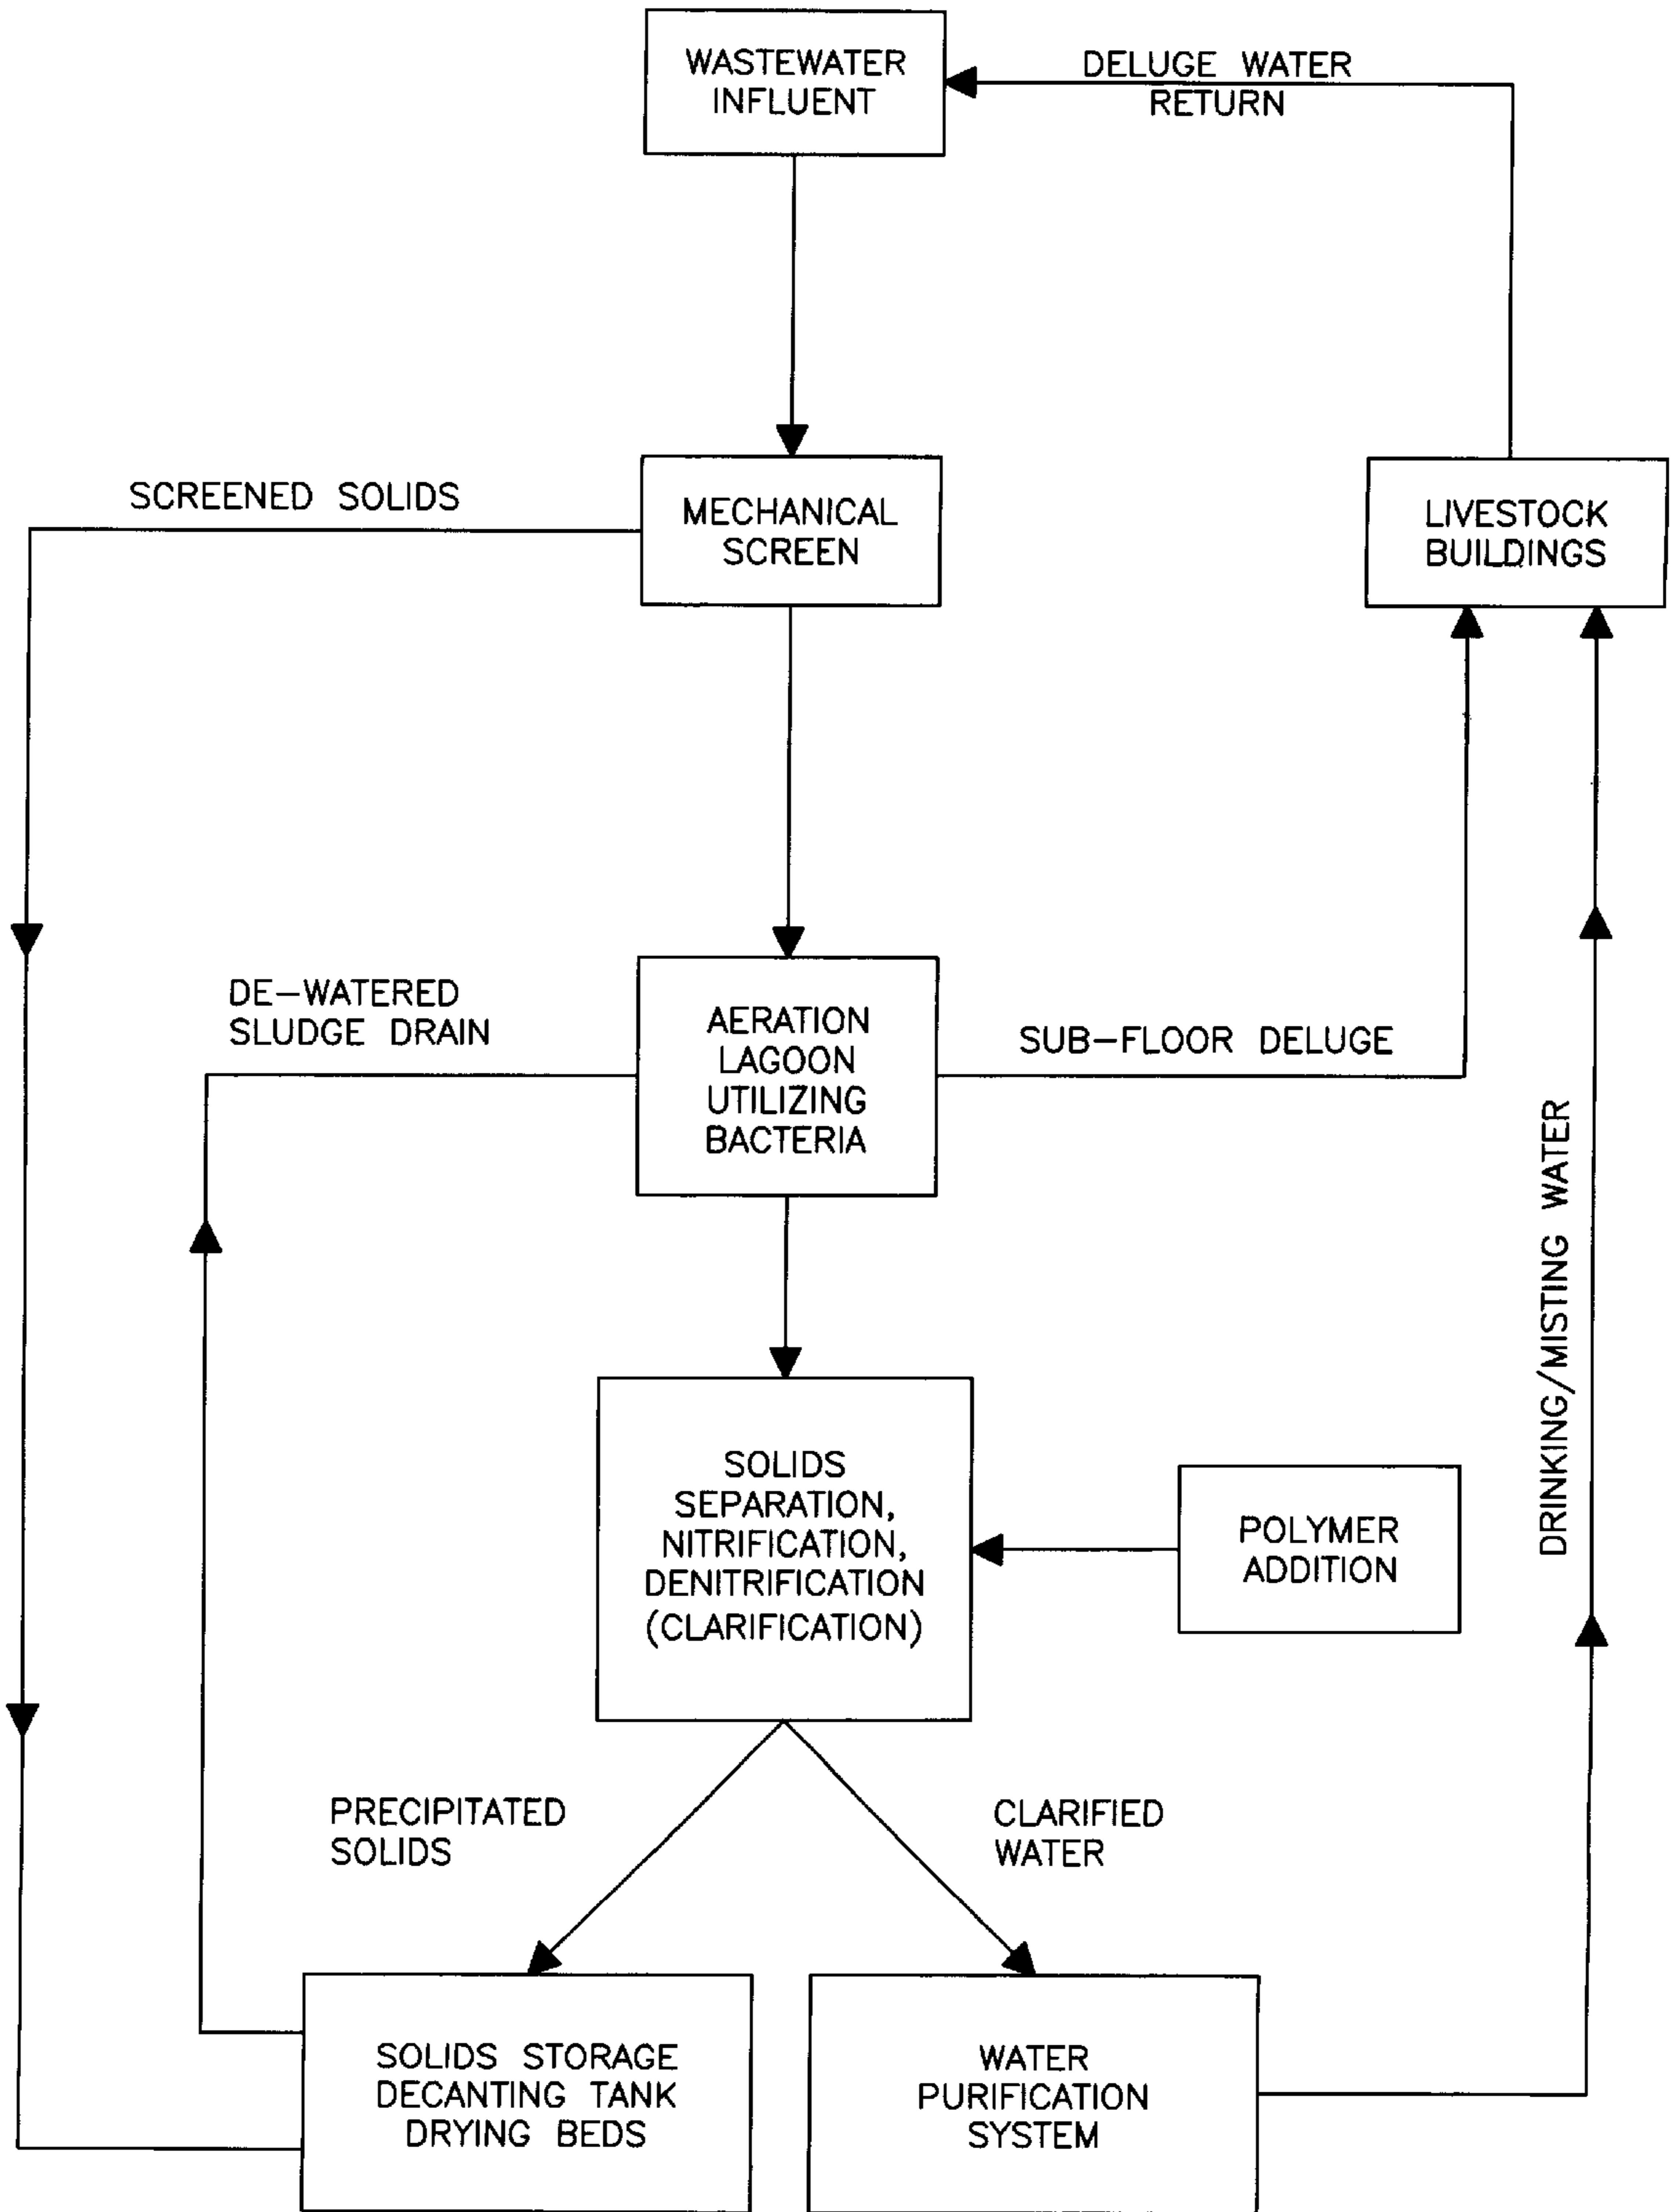 WASTEWATER
INFLUENT
DELUGE WATER
RETURN
SCREENED SOLIDS
MECHANICAL
SCREEN
LIVESTOCK
BUILDINGS
DE-WATERED
SLUDGE DRAIN
AERATION
LAGOON
UTILIZING
BACTERIA
SUB-FLOOR DELUGE
DRINKING/MISTING WATER
SOLIDS
SEPARATION,
NITRIFICATION,
DENITRIFICATION
(CLARIFICATION)
POLYMER
ADDITION
PRECIPITATED
SOLIDS
CLARIFIED
WATER
SOLIDS STORAGE
DECANTING TANK
DRYING BEDS
WATER
PURIFICATION
SYSTEM